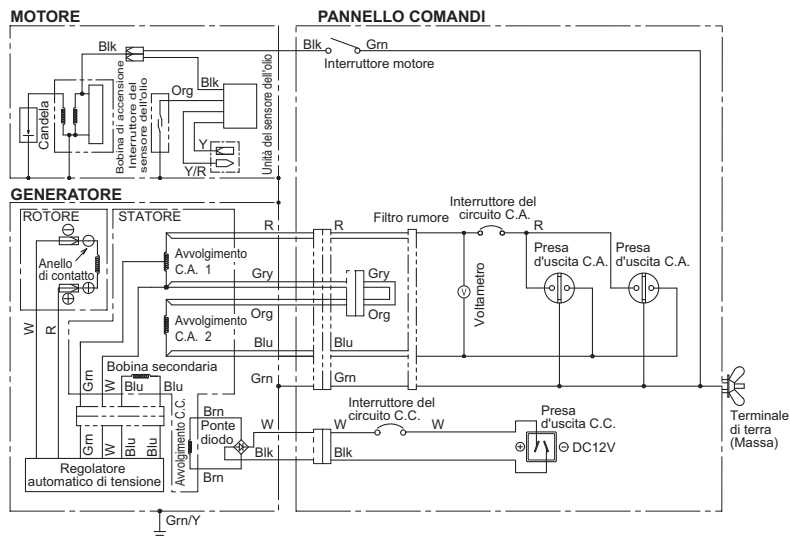 MOTORE
PANNELLO COMANDI
Blk
Blk
Grn
Interruttore motore
Blk
Org
Candela
Bobina di accensione
Interruttore del
sensore dell'olio
Unità del sensore dell'olio
Y
Y/R
GENERATORE
ROTORE
STATORE
Anello
di contatto
R
R
Filtro rumore
Interruttore del
circuito C.A.
R
Avvolgimento
C.A. 1
Presa
d'uscita C.A.
Presa
d'uscita C.A.
Gry
Gry
V
Voltametro
Org
Org
Avvolgimento
C.A. 2
W
R
Blu
Blu
Bobina secondaria
Grn
W
Blu
Blu
Grn
Grn
Avvolgimento C.C.
Brn
Ponte
diodo
W
W
Interruttore del
circuito C.C.
W
Presa
d'uscita C.C.
DC12V
Terminale
di terra
(Massa)
Grn
W
Blu
Blu
Blk
Blk
Brn
Regolatore
automatico di tensione
Grn/Y